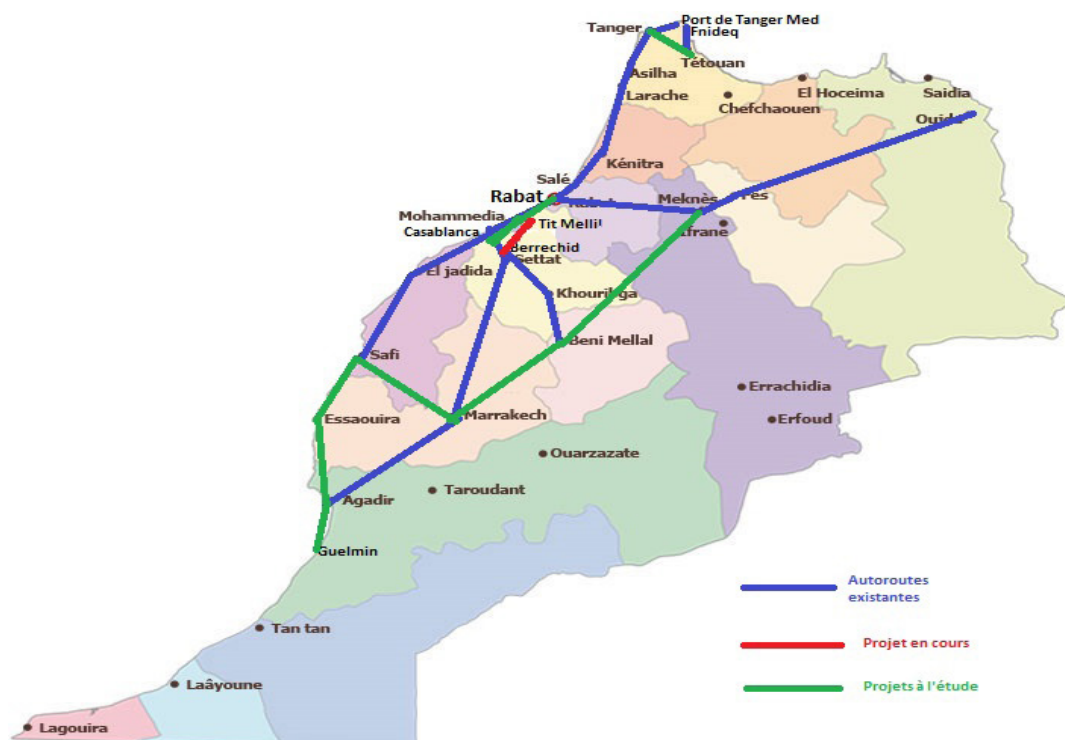 Port de Tanger Med
Tanger
Fnideq
Tétouan
Asilha
Larache
Chefchaouen
El Hoceima
Saidia
Oujda
Kénitra
Salé
Rabat
Meknès
Fès
Mohammedia
Tit Mell
Casablanca
Ifrane
Berrechid
Settat
El jadida
Khouribga
Beni Mellal
Safi
Errachidia
Essaouira
Marrakech
Erfoud
Ouarzazate
Taroudant
Agadir
Guelmin
Autoroutes
existantes
Tan tan
Projet en cours
Laâyoune
Projets à l'étude
Lagouira